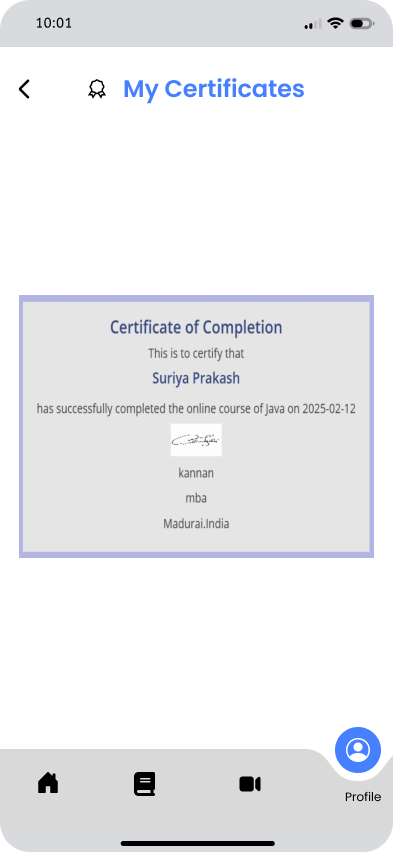 10:01
My Certificates
Certificate of Completion
This is to certify that
Suriya Prakash
has successfully completed the online course of Java on 2025-02-12
kannan
mba
Madurai.India
Profile